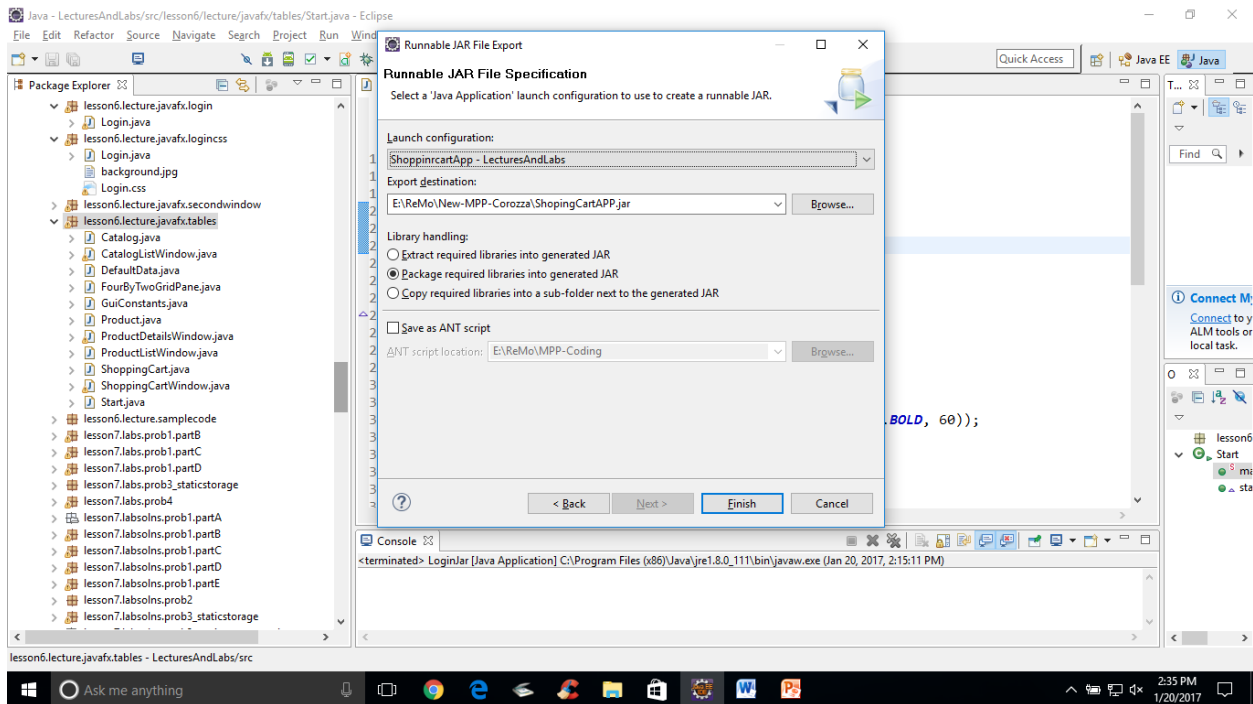 Java - LecturesAndLabs/src/lesson6/lecture/javafx/tables/Start.java - Eclipse
File Edit Refactor Source Navigate Search Project Run Wind
Quick Access
Java EE
Java
Package Explorer
lesson6.lecture.javafx.login
Login.java
lesson6.lecture.javafx.logincss
Login.java
background.jpg
Login.css
lesson6.lecture.javafx.secondwindow
lesson6.lecture.javafx.tables
Catalog.java
CatalogListWindow.java
DefaultData.java
FourByTwoGridPane.java
GuiConstants.java
Product.java
ProductDetailsWindow.java
ProductListWindow.java
ShoppingCart.java
ShoppingCartWindow.java
Start.java
lesson6.lecture.samplecode
lesson7.labs.prob1.partB
lesson7.labs.prob1.partC
lesson7.labs.prob1.partD
lesson7.labs.prob3_staticstorage
lesson7.labs.prob4
lesson7.labsolns.prob1.partA
lesson7.labsolns.prob1.partB
lesson7.labsolns.prob1.partC
lesson7.labsolns.prob1.partD
lesson7.labsolns.prob1.partE
lesson7.labsolns.prob2
lesson7.labsolns.prob3_staticstorage
Runnable JAR File Export
Runnable JAR File Specification
Select a 'Java Application' launch configuration to use to create a runnable JAR.
Launch configuration:
ShoppinrcartApp - LecturesAndLabs
Export destination:
E:\ReMo\New-MPP-Corozza\ShopingCartAPP.jar
Browse...
Library handling:
Extract required libraries into generated JAR
Package required libraries into generated JAR
Copy required libraries into a sub-folder next to the generated JAR
Save as ANT script
ANT script location: E:\ReMo\MPP-Coding
Browse...
< Back Next > Finish Cancel
.BOLD, 60));
Console
<terminated> LoginJar [Java Application] C:\Program Files (x86)\Java\jre1.8.0_111\bin\javaw.exe (Jan 20, 2017, 2:15:11 PM)
T...
Find
Connect My
Connect to y
ALM tools or
local task.
O
lesson6
Start
ma
sta
lesson6.lecture.javafx.tables - LecturesAndLabs/src
Ask me anything
2:35 PM
1/20/2017